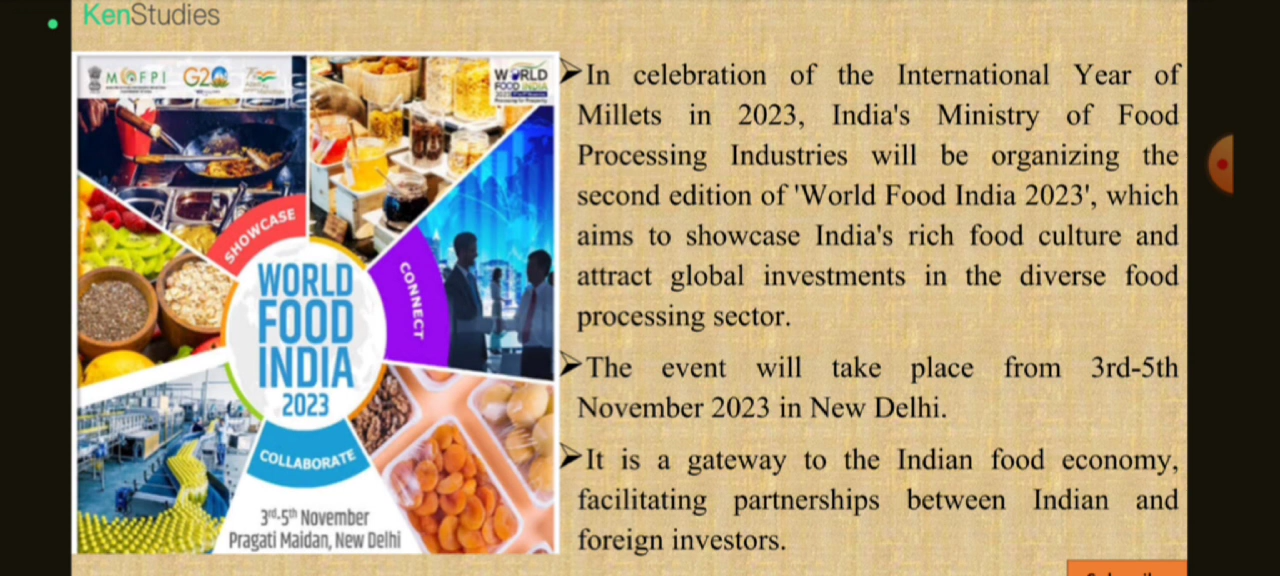 KenStudies
MOFPI G20
WORLD
FOOD INDIA
SHOWCASE
CONNECT
WORLD
FOOD
INDIA
2023
COLLABORATE
3rd-5th November
Pragati Maidan, New Delhi
➢In celebration of the International Year of
Millets in 2023, India's Ministry of Food
Processing Industries will be organizing the
second edition of 'World Food India 2023', which
aims to showcase India's rich food culture and
attract global investments in the diverse food
processing sector.
➢The event will take place from 3rd-5th
November 2023 in New Delhi.
➢It is a gateway to the Indian food economy,
facilitating partnerships between Indian and
foreign investors.